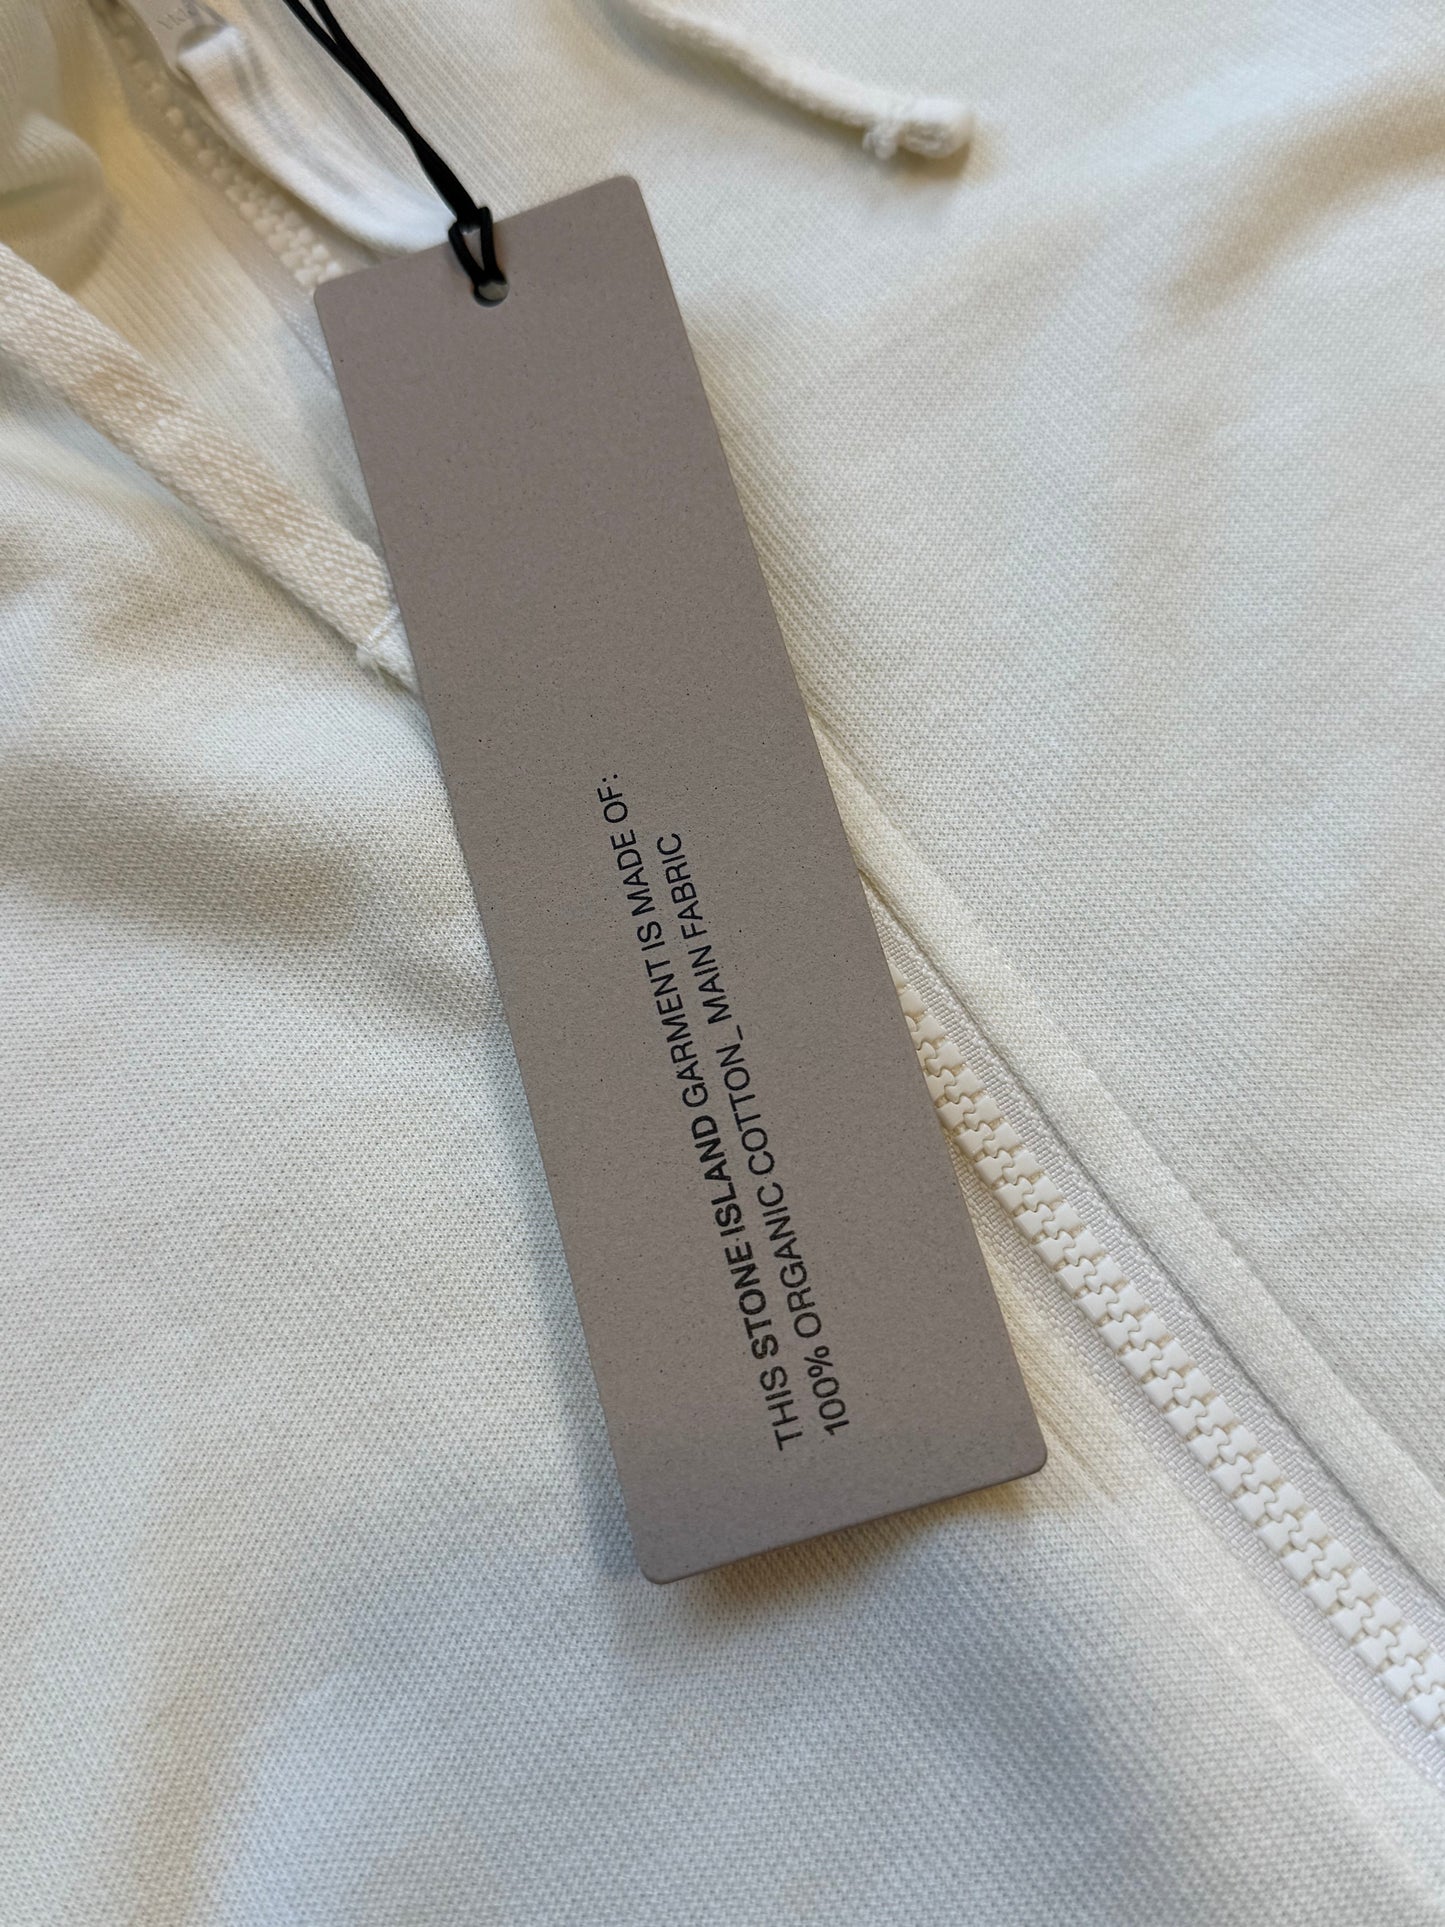 THIS STONE ISLAND GARMENT IS MADE OF:
100% ORGANIC COTTON_ MAIN FABRIC